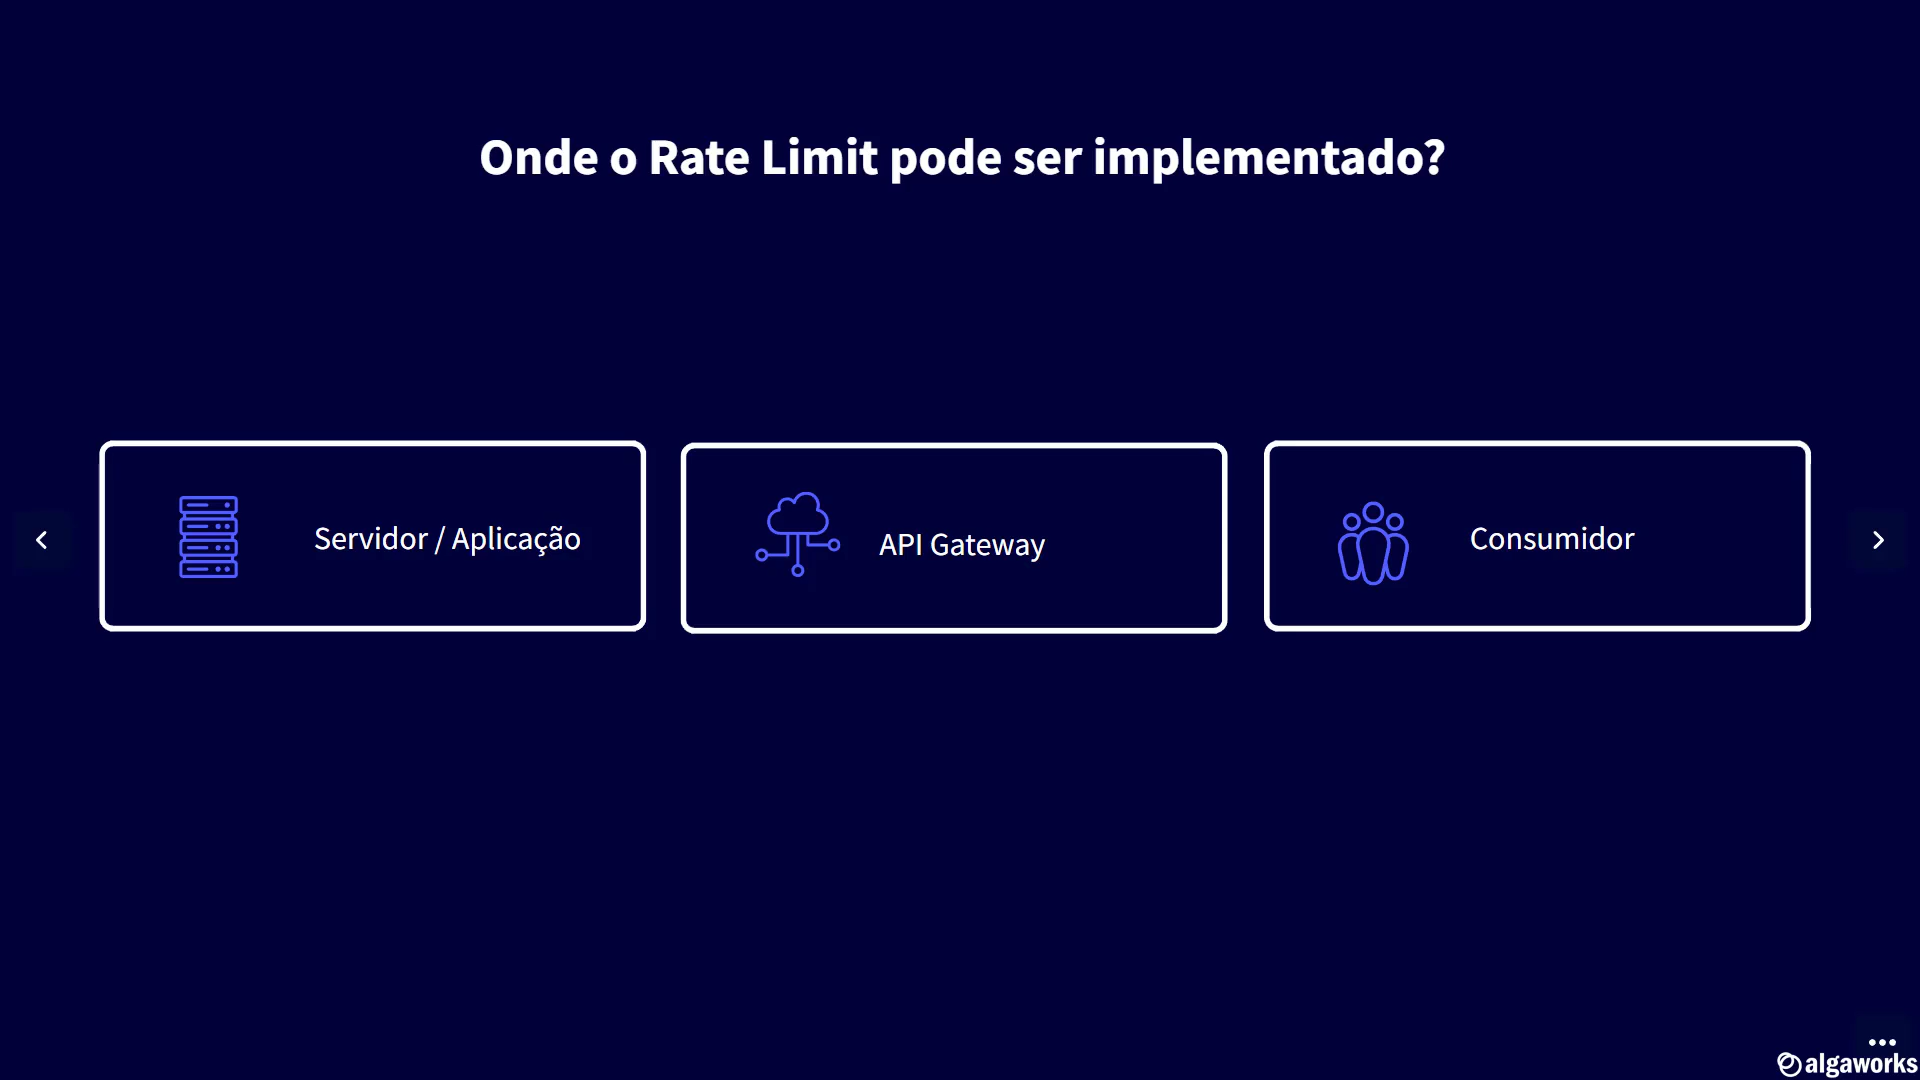 Onde o Rate Limit pode ser implementado?
Servidor / Aplicação
API Gateway
Consumidor
algaworks